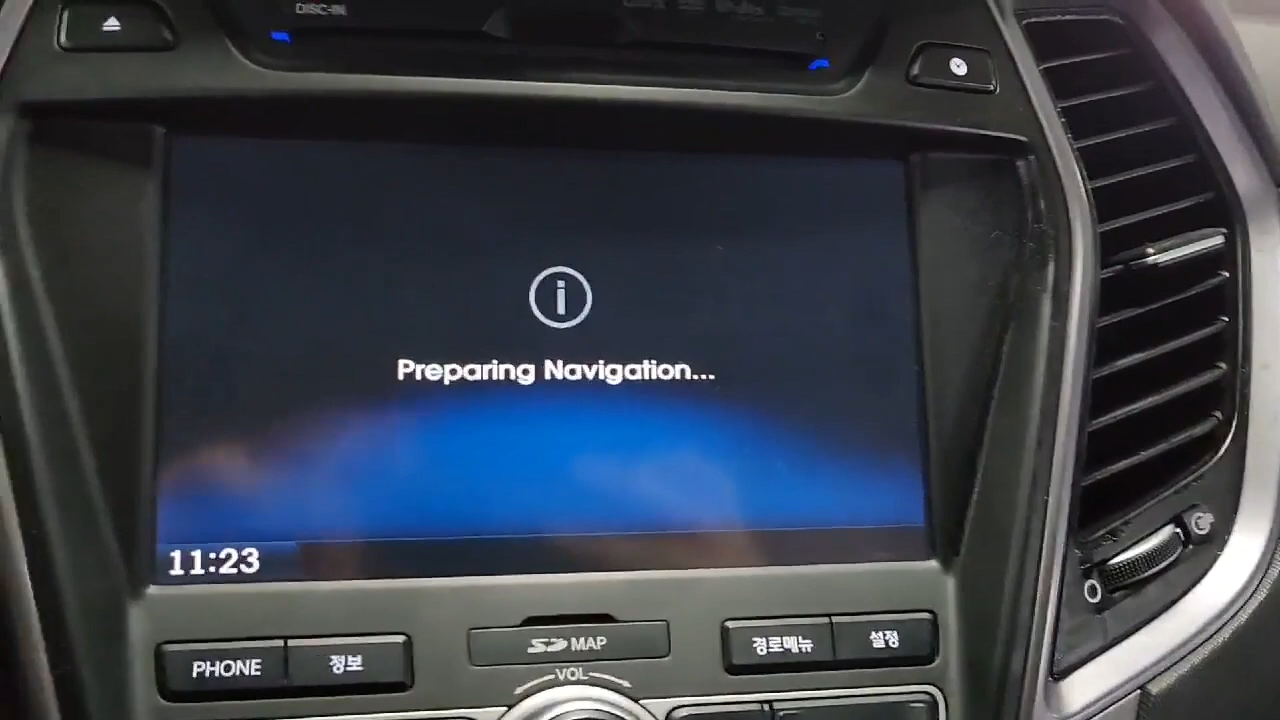 DISC-IN
Preparing Navigation...
11:23
SD MAP
PHONE
정보
경로메뉴
설정
VOL